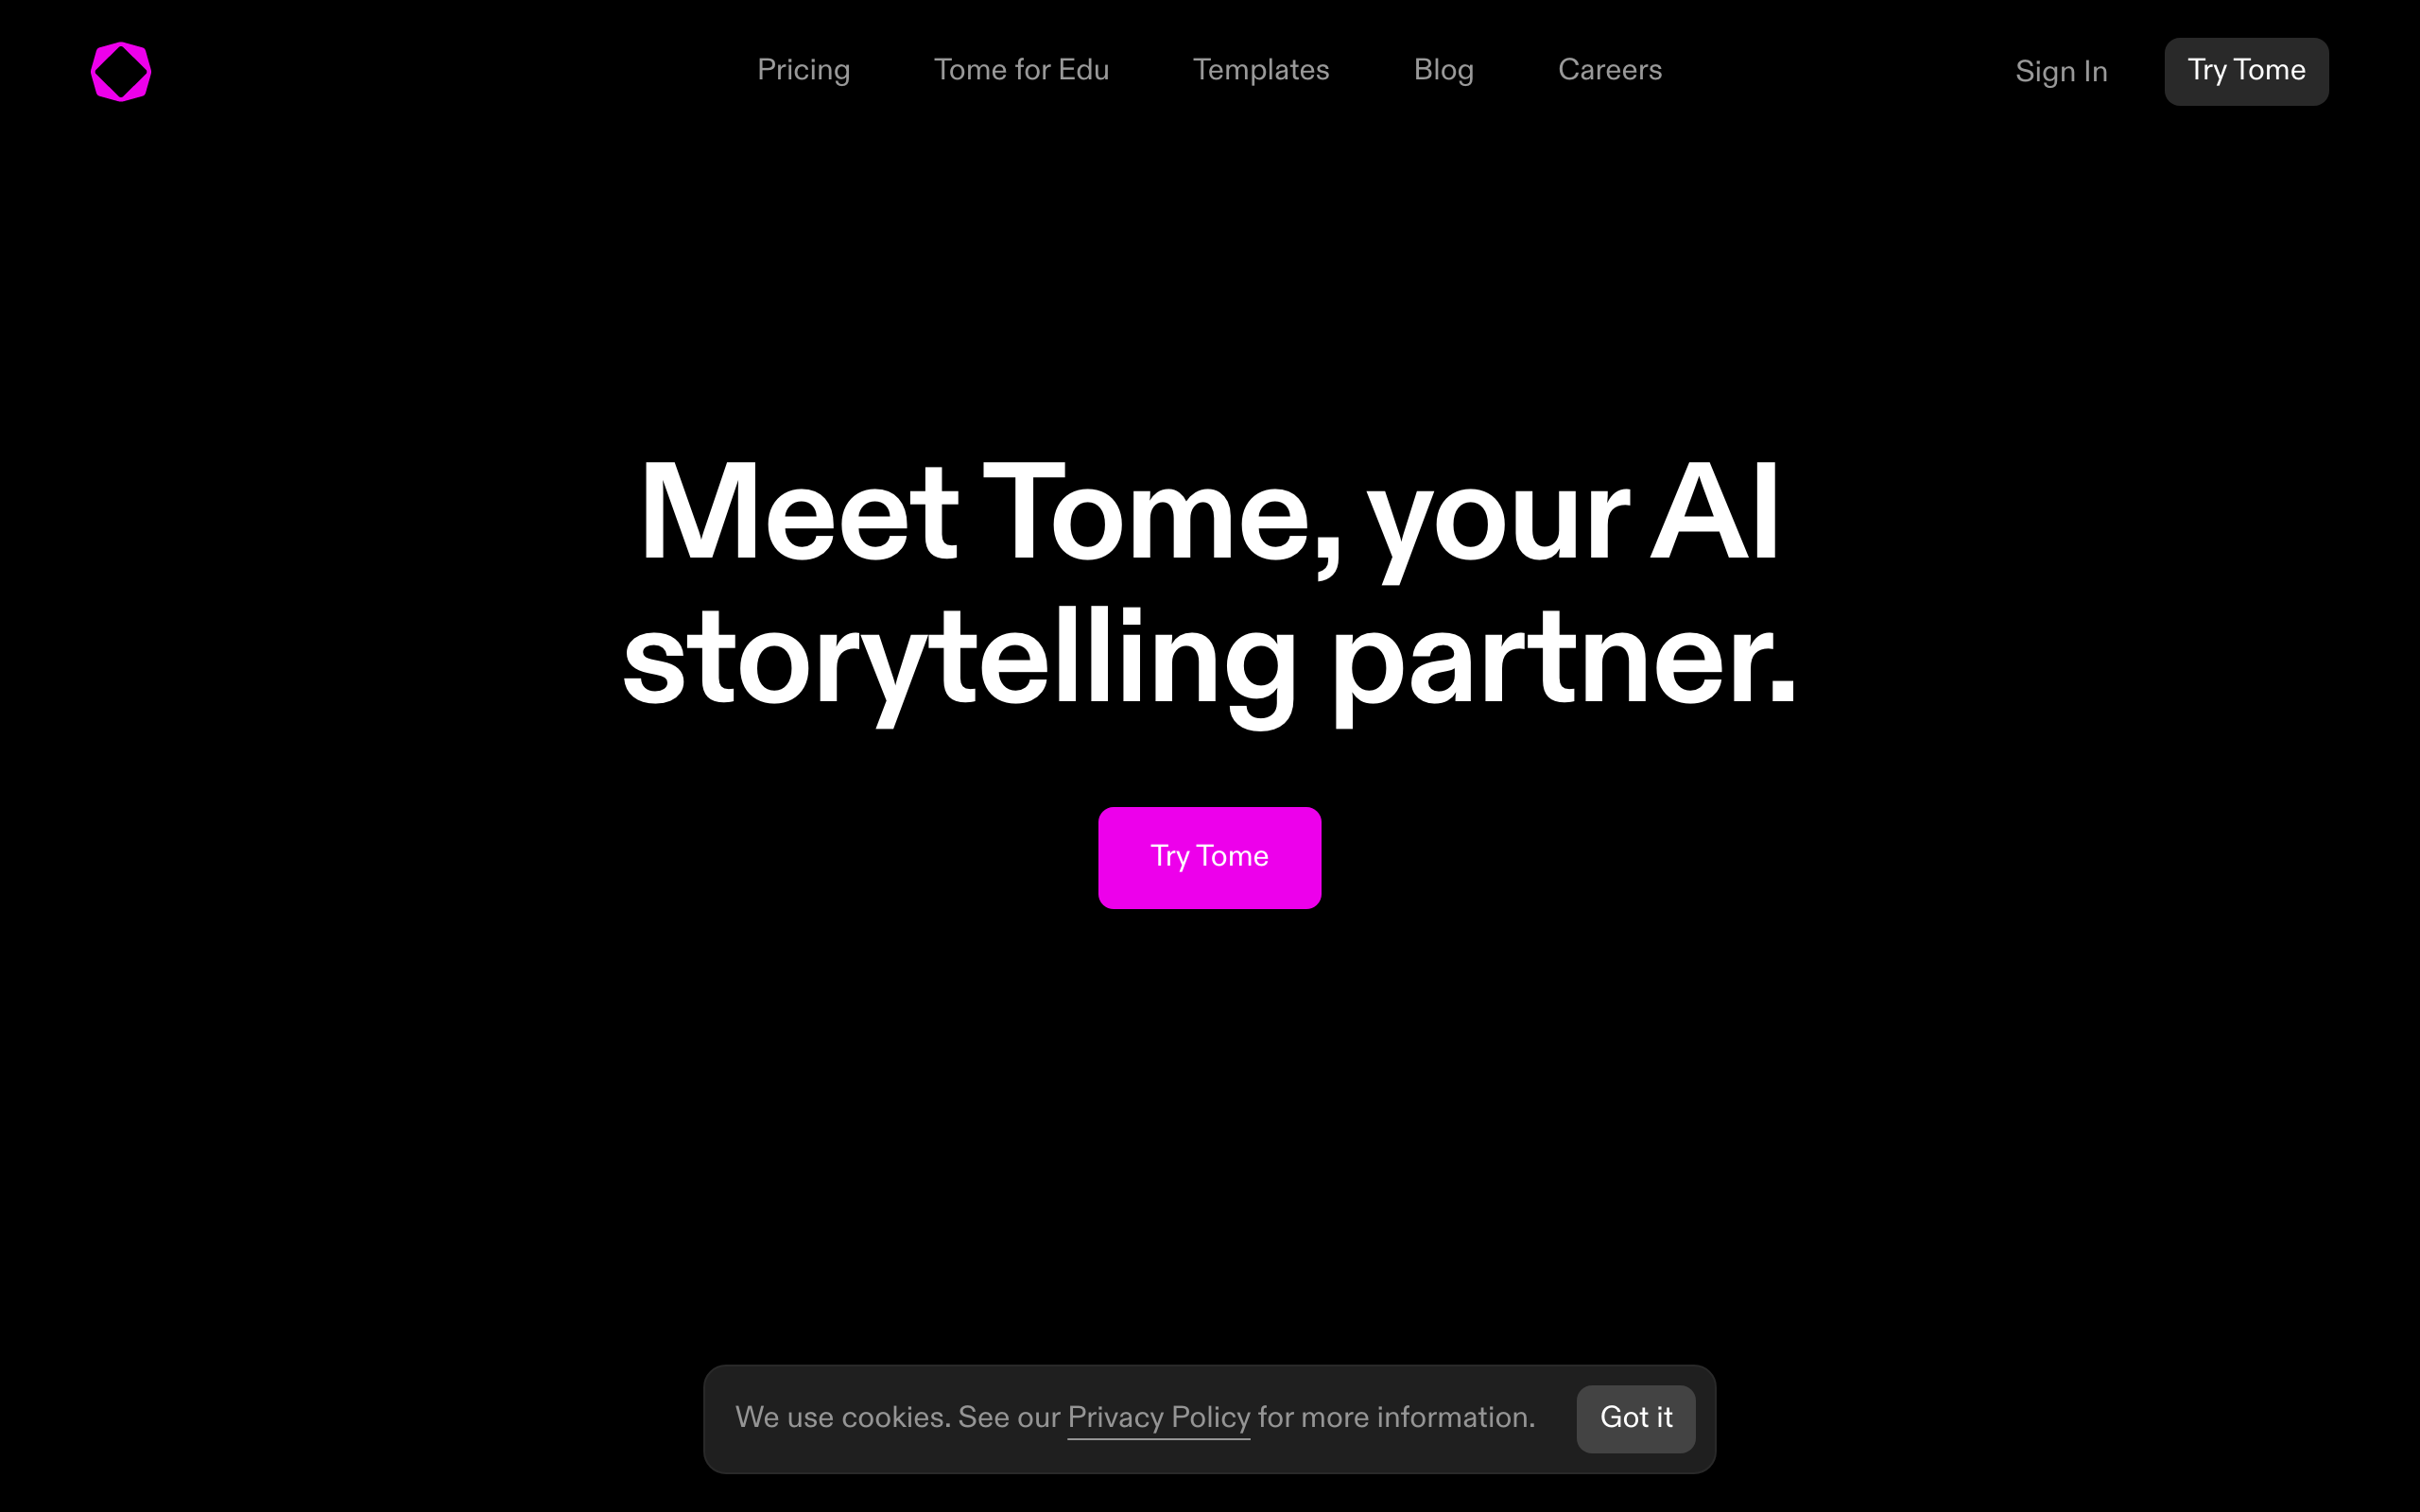 Pricing Tome for Edu Templates Blog Careers Sign In Try Tome
Meet Tome, your AI
storytelling partner.
Try Tome
We use cookies. See our Privacy Policy for more information. Got it